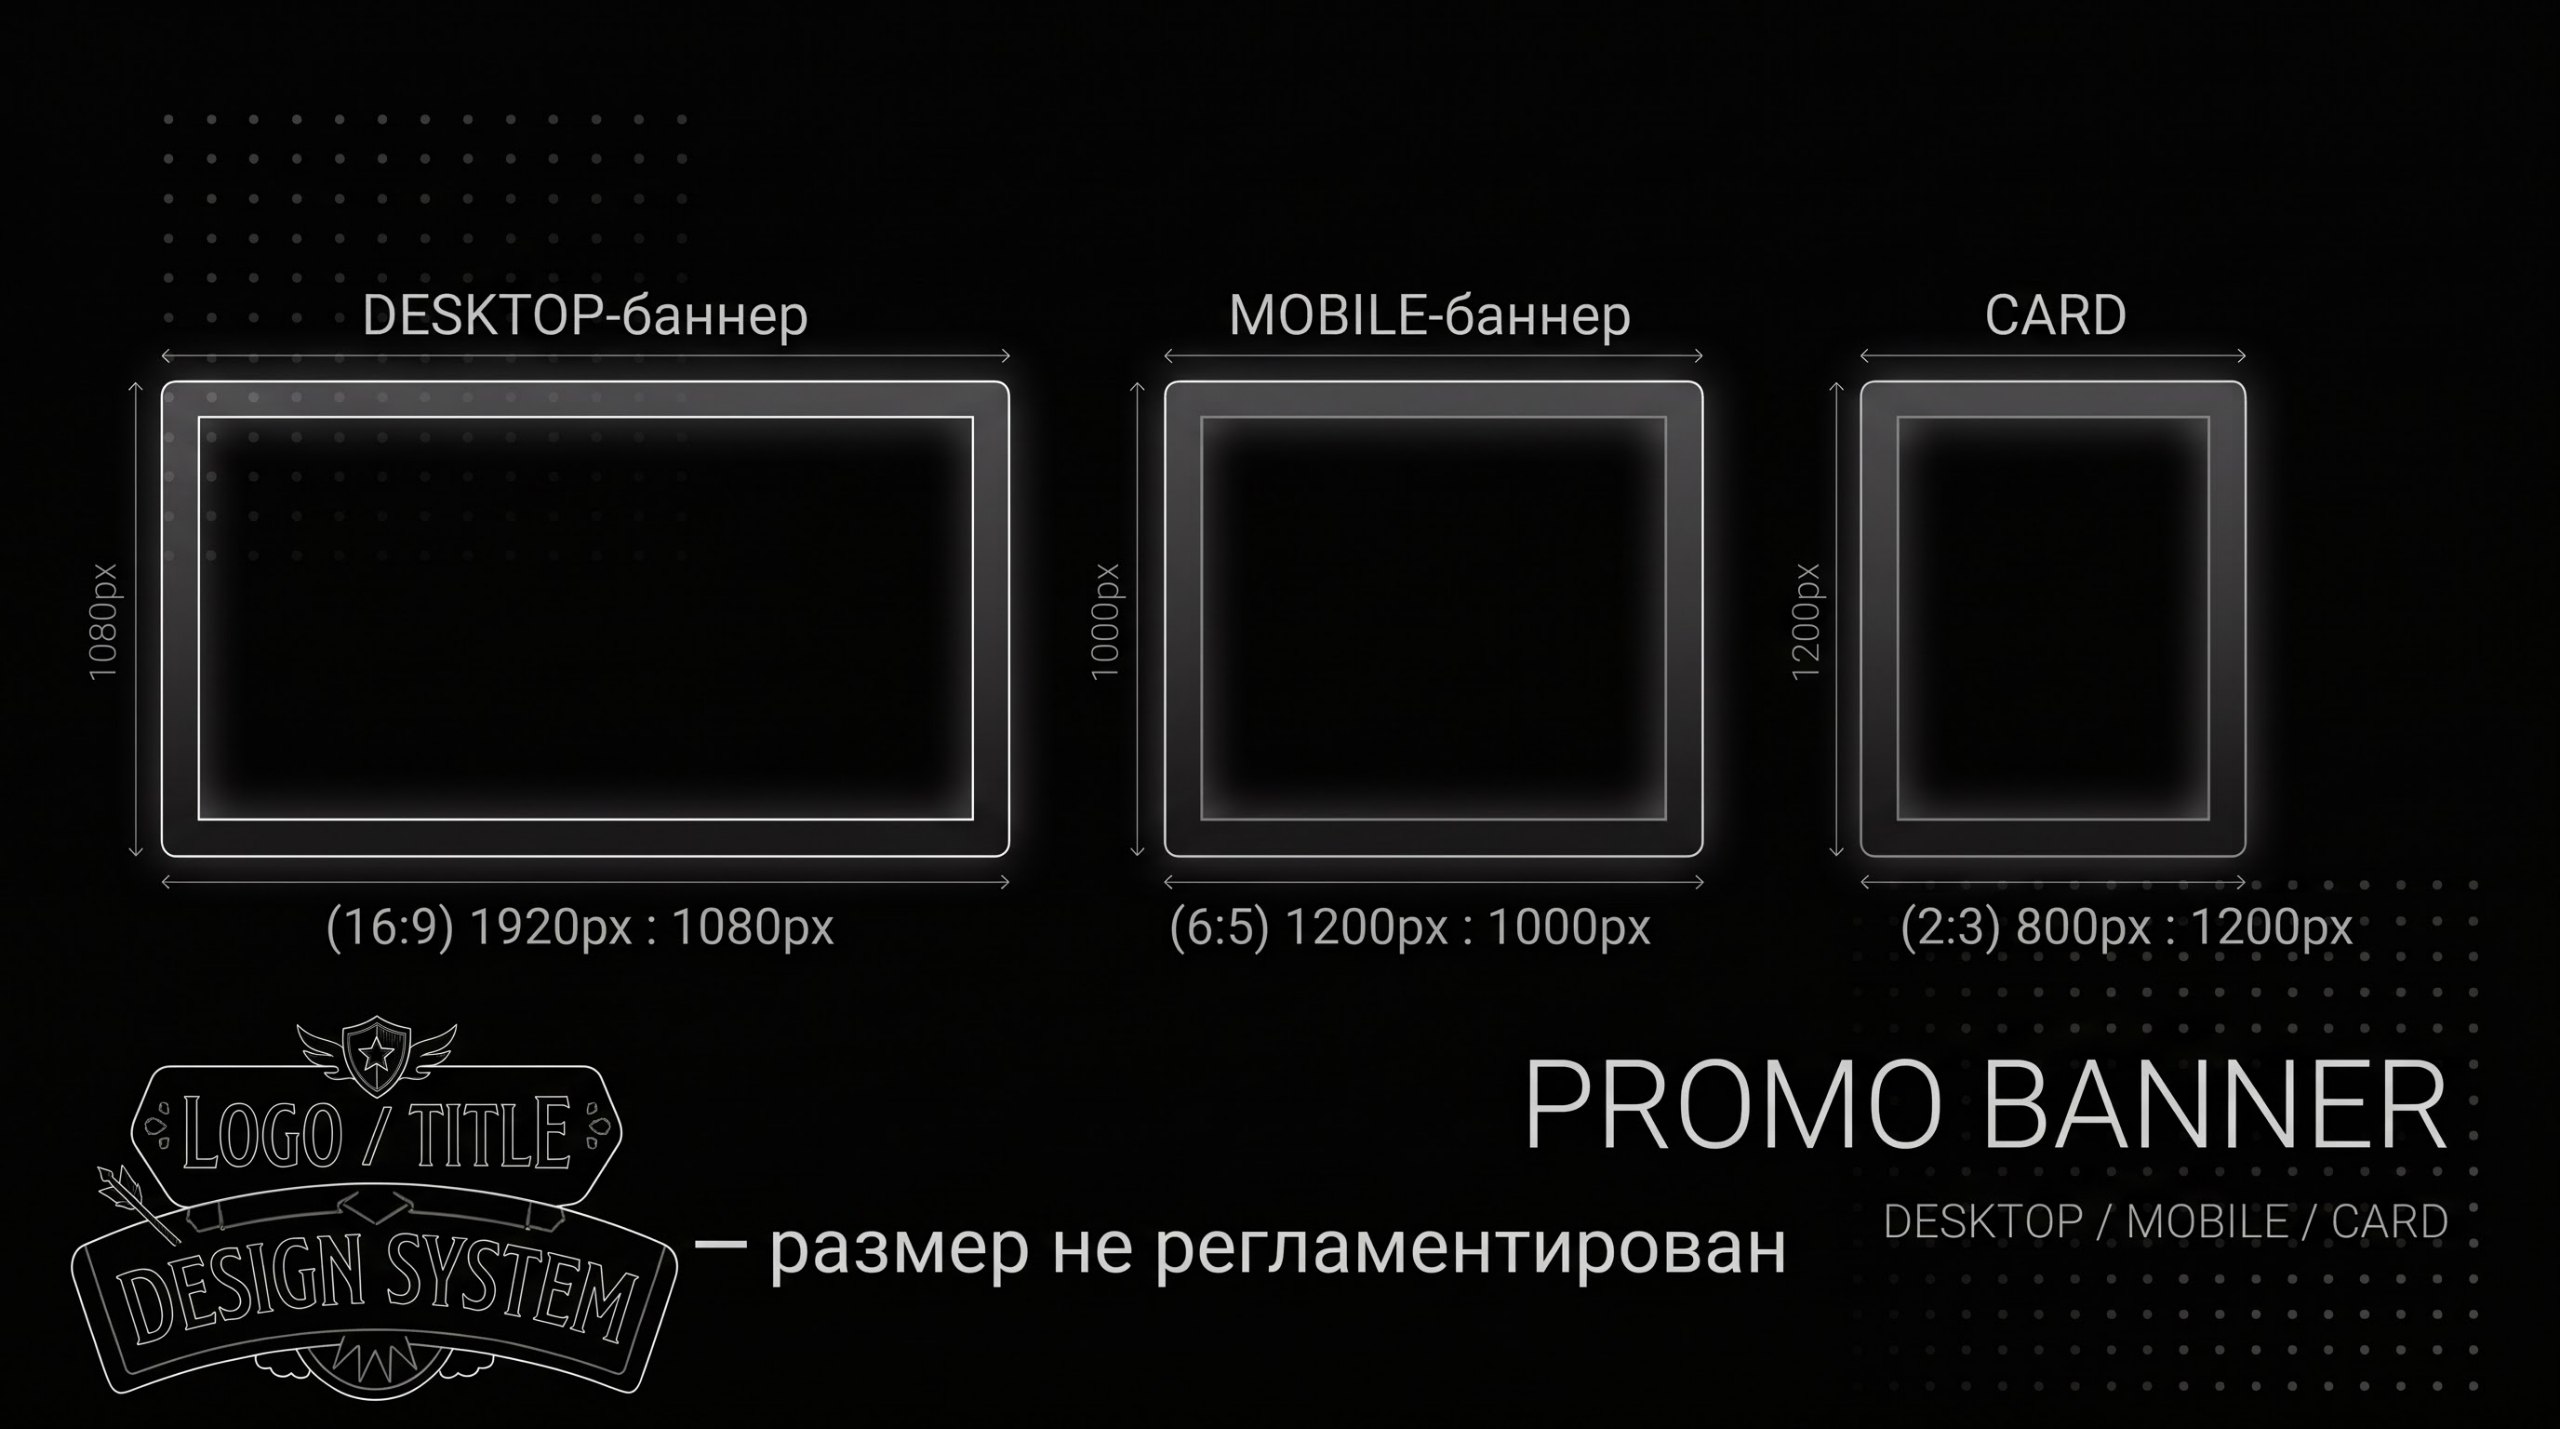 DESKTOP-баннер
MOBILE-баннер
CARD
1080px
1000px
1200px
(16:9) 1920px : 1080px
(6:5) 1200px : 1000px
(2:3) 800px : 1200px
LOGO / TITLE
DESIGN SYSTEM
— размер не регламентирован
PROMO BANNER
DESKTOP / MOBILE / CARD